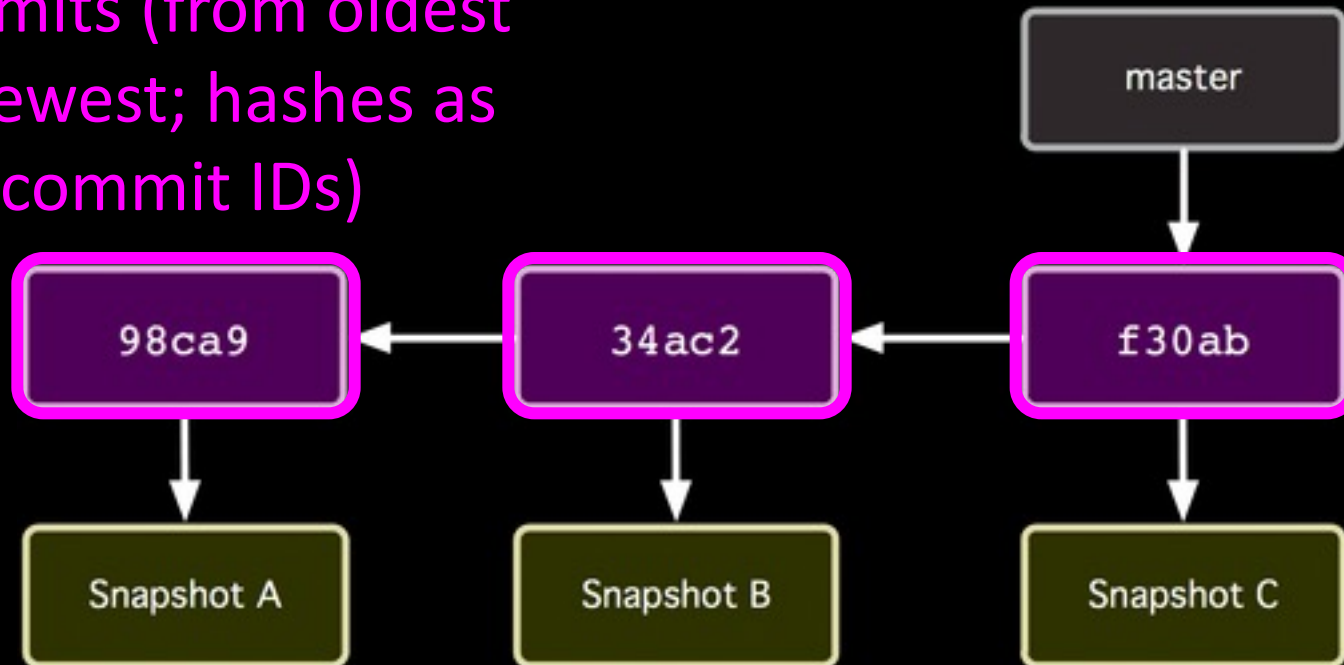 mits (from oldest
ewest; hashes as
commit IDs)
master
98ca9
34ac2
f30ab
Snapshot A
Snapshot B
Snapshot C